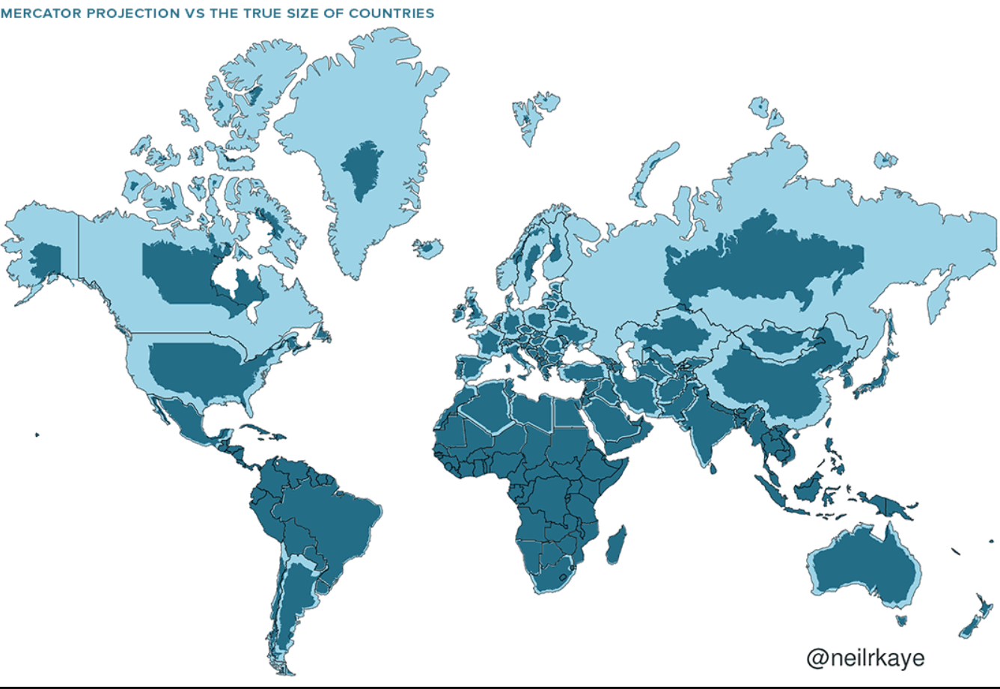 MERCATOR PROJECTION VS THE TRUE SIZE OF COUNTRIES
@neilrkaye